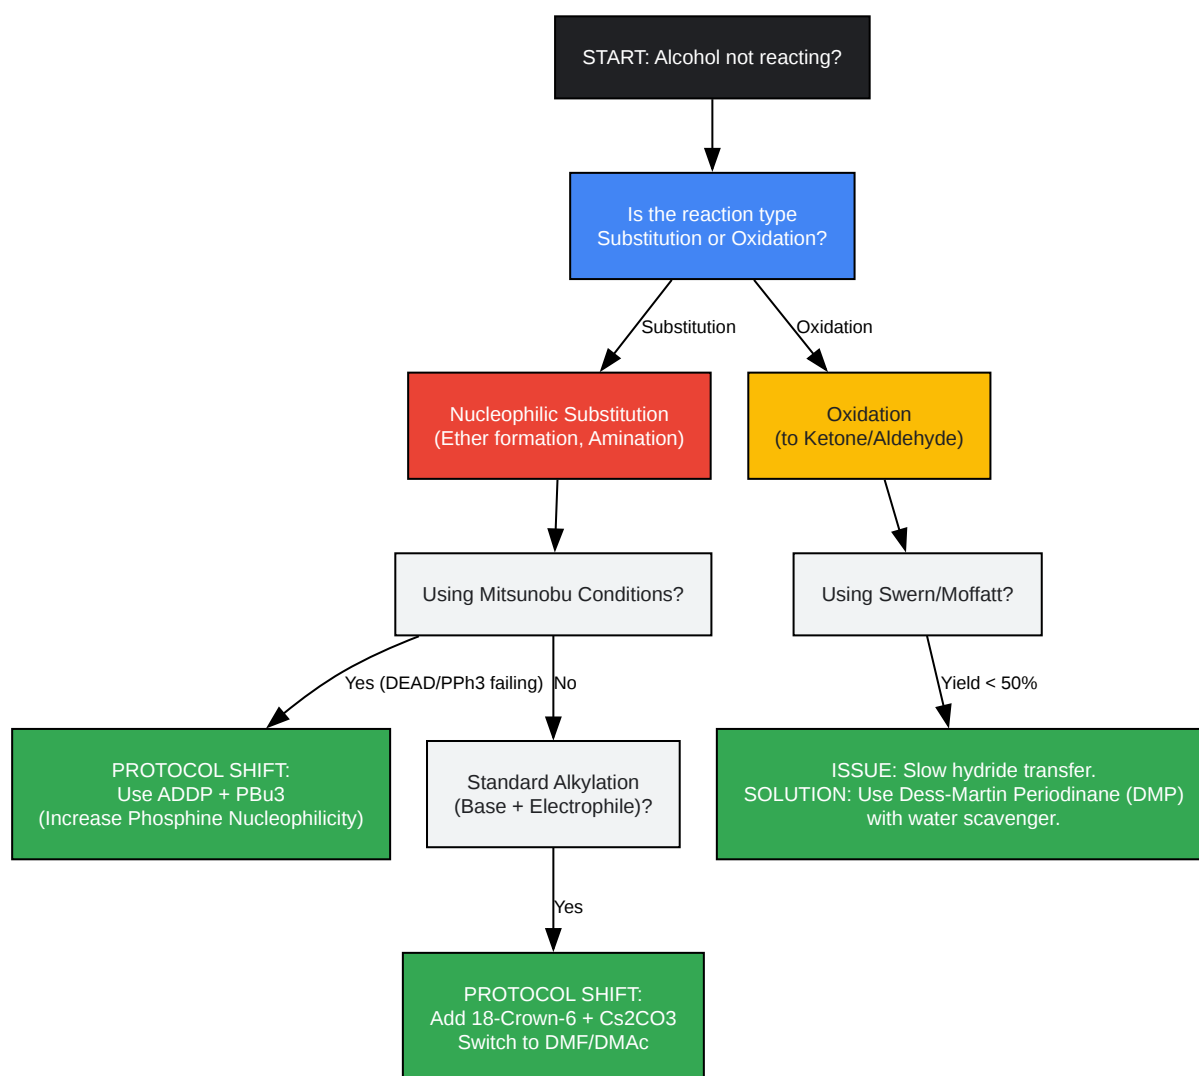 START: Alcohol not reacting?
Is the reaction type
Substitution or Oxidation?
Substitution
Oxidation
Nucleophilic Substitution
(Ether formation, Amination)
Oxidation
(to Ketone/Aldehyde)
Using Mitsunobu Conditions?
Using Swern/Moffatt?
Yes (DEAD/PPh3 failing)
No
Yield < 50%
PROTOCOL SHIFT:
Use ADDP + PBu3
(Increase Phosphine Nucleophilicity)
Standard Alkylation
(Base + Electrophile)?
ISSUE: Slow hydride transfer.
SOLUTION: Use Dess-Martin Periodinane (DMP)
with water scavenger.
Yes
PROTOCOL SHIFT:
Add 18-Crown-6 + Cs2CO3
Switch to DMF/DMAc